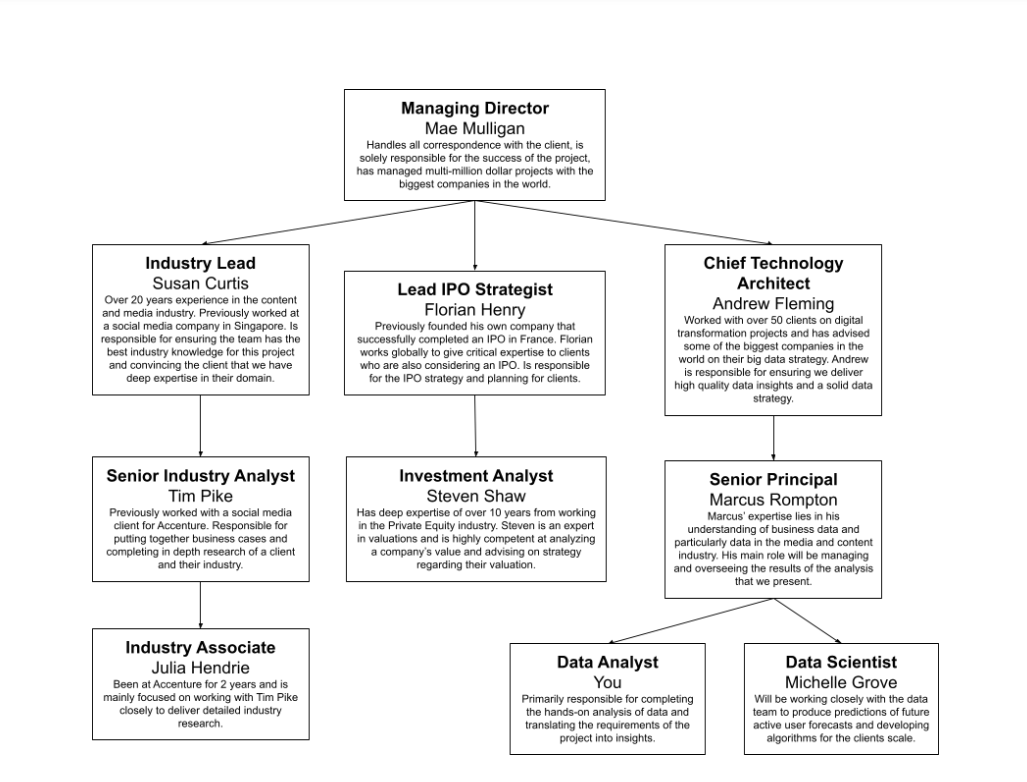 Managing Director
Mae Mulligan
Handles all correspondence with the client, is
solely responsible for the success of the project,
has managed multi-million dollar projects with the
biggest companies in the world.
Industry Lead
Susan Curtis
Over 20 years experience in the content
and media industry. Previously worked at
a social media company in Singapore. Is
responsible for ensuring the team has the
best industry knowledge for this project
and convincing the client that we have
deep expertise in their domain.
Lead IPO Strategist
Florian Henry
Previously founded his own company that
successfully completed an IPO in France. Florian
works globally to give critical expertise to clients
who are also considering an IPO. Is responsible
for the IPO strategy and planning for clients.
Chief Technology
Architect
Andrew Fleming
Worked with over 50 clients on digital
transformation projects and has advised
some of the biggest companies in the
world on their big data strategy. Andrew
is responsible for ensuring we deliver
high quality data insights and a solid data
strategy.
Senior Industry Analyst
Tim Pike
Previously worked with a social media
client for Accenture. Responsible for
putting together business cases and
completing in depth research of a client
and their industry.
Investment Analyst
Steven Shaw
Has deep expertise of over 10 years from working
in the Private Equity industry. Steven is an expert
in valuations and is highly competent at analyzing
a company's value and advising on strategy
regarding their valuation.
Senior Principal
Marcus Rompton
Marcus' expertise lies in his
understanding of business data and
particularly data in the media and content
industry. His main role will be managing
and overseeing the results of the analysis
that we present.
Industry Associate
Julia Hendrie
Been at Accenture for 2 years and is
mainly focused on working with Tim Pike
closely to deliver detailed industry
research.
Data Analyst
You
Primarily responsible for completing
the hands-on analysis of data and
translating the requirements of the
project into insights.
Data Scientist
Michelle Grove
Will be working closely with the data
team to produce predictions of future
active user forecasts and developing
algorithms for the clients scale.